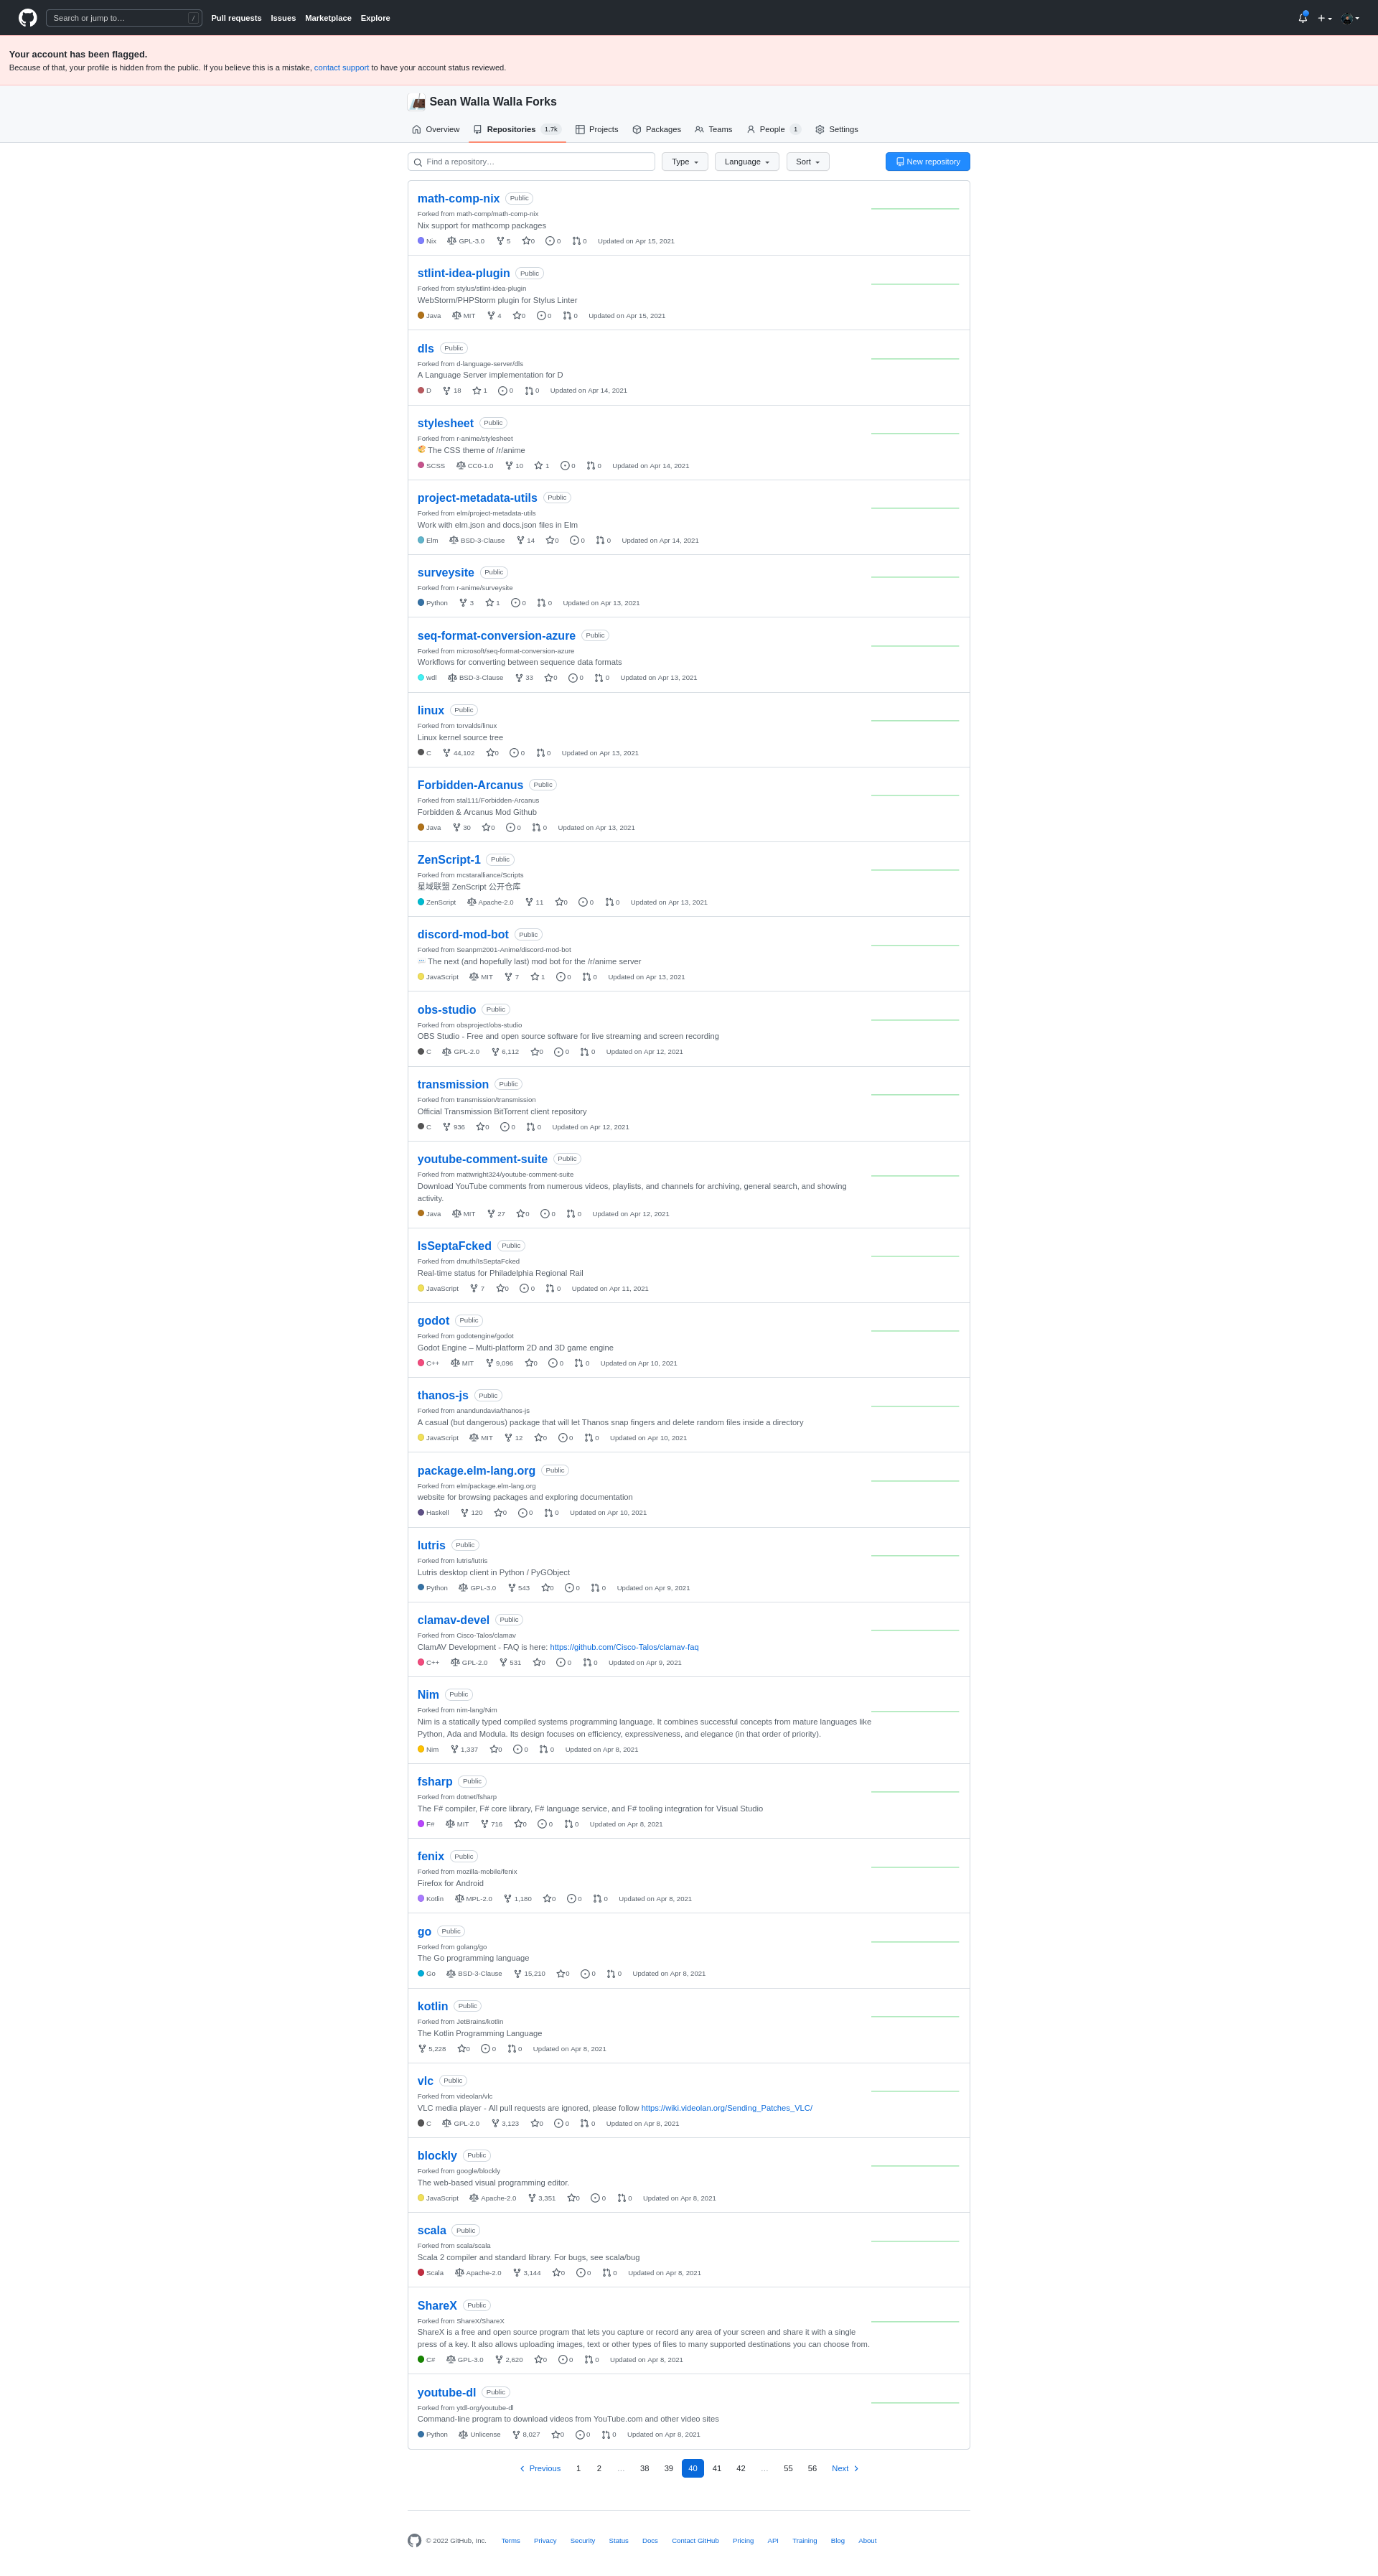 Search or jump to… /
Pull requests Issues Marketplace Explore
Your account has been flagged.
Because of that, your profile is hidden from the public. If you believe this is a mistake, contact support to have your account status reviewed.
Sean Walla Walla Forks
Overview Repositories 1.7k Projects Packages Teams People 1 Settings
Find a repository… Type Language Sort New repository
math-comp-nix Public
Forked from math-comp/math-comp-nix
Nix support for mathcomp packages
Nix GPL-3.0 5 0 0 0 Updated on Apr 15, 2021
stlint-idea-plugin Public
Forked from stylus/stlint-idea-plugin
WebStorm/PHPStorm plugin for Stylus Linter
Java MIT 4 0 0 0 Updated on Apr 15, 2021
dls Public
Forked from d-language-server/dls
A Language Server implementation for D
D 18 1 0 0 Updated on Apr 14, 2021
stylesheet Public
Forked from r-anime/stylesheet
The CSS theme of /r/anime
SCSS CC0-1.0 10 1 0 0 Updated on Apr 14, 2021
project-metadata-utils Public
Forked from elm/project-metadata-utils
Work with elm.json and docs.json files in Elm
Elm BSD-3-Clause 14 0 0 0 Updated on Apr 14, 2021
surveysite Public
Forked from r-anime/surveysite
Python 3 1 0 0 Updated on Apr 13, 2021
seq-format-conversion-azure Public
Forked from microsoft/seq-format-conversion-azure
Workflows for converting between sequence data formats
wdl BSD-3-Clause 33 0 0 0 Updated on Apr 13, 2021
linux Public
Forked from torvalds/linux
Linux kernel source tree
C 44,102 0 0 0 Updated on Apr 13, 2021
Forbidden-Arcanus Public
Forked from stal111/Forbidden-Arcanus
Forbidden & Arcanus Mod Github
Java 30 0 0 0 Updated on Apr 13, 2021
ZenScript-1 Public
Forked from mcstaralliance/Scripts
星域联盟 ZenScript 公开仓库
ZenScript Apache-2.0 11 0 0 0 Updated on Apr 13, 2021
discord-mod-bot Public
Forked from Seanpm2001-Anime/discord-mod-bot
The next (and hopefully last) mod bot for the /r/anime server
JavaScript MIT 7 1 0 0 Updated on Apr 13, 2021
obs-studio Public
Forked from obsproject/obs-studio
OBS Studio - Free and open source software for live streaming and screen recording
C GPL-2.0 6,112 0 0 0 Updated on Apr 12, 2021
transmission Public
Forked from transmission/transmission
Official Transmission BitTorrent client repository
C 936 0 0 0 Updated on Apr 12, 2021
youtube-comment-suite Public
Forked from mattwright324/youtube-comment-suite
Download YouTube comments from numerous videos, playlists, and channels for archiving, general search, and showing
activity.
Java MIT 27 0 0 0 Updated on Apr 12, 2021
IsSeptaFcked Public
Forked from dmuth/IsSeptaFcked
Real-time status for Philadelphia Regional Rail
JavaScript 7 0 0 0 Updated on Apr 11, 2021
godot Public
Forked from godotengine/godot
Godot Engine – Multi-platform 2D and 3D game engine
C++ MIT 9,096 0 0 0 Updated on Apr 10, 2021
thanos-js Public
Forked from anandundavia/thanos-js
A casual (but dangerous) package that will let Thanos snap fingers and delete random files inside a directory
JavaScript MIT 12 0 0 0 Updated on Apr 10, 2021
package.elm-lang.org Public
Forked from elm/package.elm-lang.org
website for browsing packages and exploring documentation
Haskell 120 0 0 0 Updated on Apr 10, 2021
lutris Public
Forked from lutris/lutris
Lutris desktop client in Python / PyGObject
Python GPL-3.0 543 0 0 0 Updated on Apr 9, 2021
clamav-devel Public
Forked from Cisco-Talos/clamav
ClamAV Development - FAQ is here: https://github.com/Cisco-Talos/clamav-faq
C++ GPL-2.0 531 0 0 0 Updated on Apr 9, 2021
Nim Public
Forked from nim-lang/Nim
Nim is a statically typed compiled systems programming language. It combines successful concepts from mature languages like
Python, Ada and Modula. Its design focuses on efficiency, expressiveness, and elegance (in that order of priority).
Nim 1,337 0 0 0 Updated on Apr 8, 2021
fsharp Public
Forked from dotnet/fsharp
The F# compiler, F# core library, F# language service, and F# tooling integration for Visual Studio
F# MIT 716 0 0 0 Updated on Apr 8, 2021
fenix Public
Forked from mozilla-mobile/fenix
Firefox for Android
Kotlin MPL-2.0 1,180 0 0 0 Updated on Apr 8, 2021
go Public
Forked from golang/go
The Go programming language
Go BSD-3-Clause 15,210 0 0 0 Updated on Apr 8, 2021
kotlin Public
Forked from JetBrains/kotlin
The Kotlin Programming Language
5,228 0 0 0 Updated on Apr 8, 2021
vlc Public
Forked from videolan/vlc
VLC media player - All pull requests are ignored, please follow https://wiki.videolan.org/Sending_Patches_VLC/
C GPL-2.0 3,123 0 0 0 Updated on Apr 8, 2021
blockly Public
Forked from google/blockly
The web-based visual programming editor.
JavaScript Apache-2.0 3,351 0 0 0 Updated on Apr 8, 2021
scala Public
Forked from scala/scala
Scala 2 compiler and standard library. For bugs, see scala/bug
Scala Apache-2.0 3,144 0 0 0 Updated on Apr 8, 2021
ShareX Public
Forked from ShareX/ShareX
ShareX is a free and open source program that lets you capture or record any area of your screen and share it with a single
press of a key. It also allows uploading images, text or other types of files to many supported destinations you can choose from.
C# GPL-3.0 2,620 0 0 0 Updated on Apr 8, 2021
youtube-dl Public
Forked from ytdl-org/youtube-dl
Command-line program to download videos from YouTube.com and other video sites
Python Unlicense 8,027 0 0 0 Updated on Apr 8, 2021
Previous 1 2 … 38 39 40 41 42 … 55 56 Next
© 2022 GitHub, Inc. Terms Privacy Security Status Docs Contact GitHub Pricing API Training Blog About